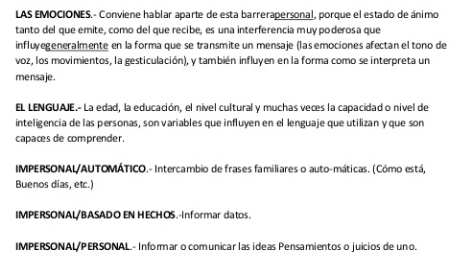 LAS EMOCIONES.- Conviene hablar aparte de esta barrerapersonal, porque el estado de ánimo
tanto del que emite, como del que recibe, es una interferencia muy poderosa que
influyegeneralmente en la forma que se transmite un mensaje (las emociones afectan el tono de
voz, los movimientos, la gesticulación), y también influyen en la forma como se interpreta un
mensaje.
EL LENGUAJE.- La edad, la educación, el nivel cultural y muchas veces la capacidad o nivel de
inteligencia de las personas, son variables que influyen en el lenguaje que utilizan y que son
capaces de comprender.
IMPERSONAL/AUTOMÁTICO.- Intercambio de frases familiares o auto-máticas. (Cómo está,
Buenos días, etc.)
IMPERSONAL/BASADO EN HECHOS.-Informar datos.
IMPERSONAL/PERSONAL.- Informar o comunicar las ideas Pensamientos o juicios de uno.